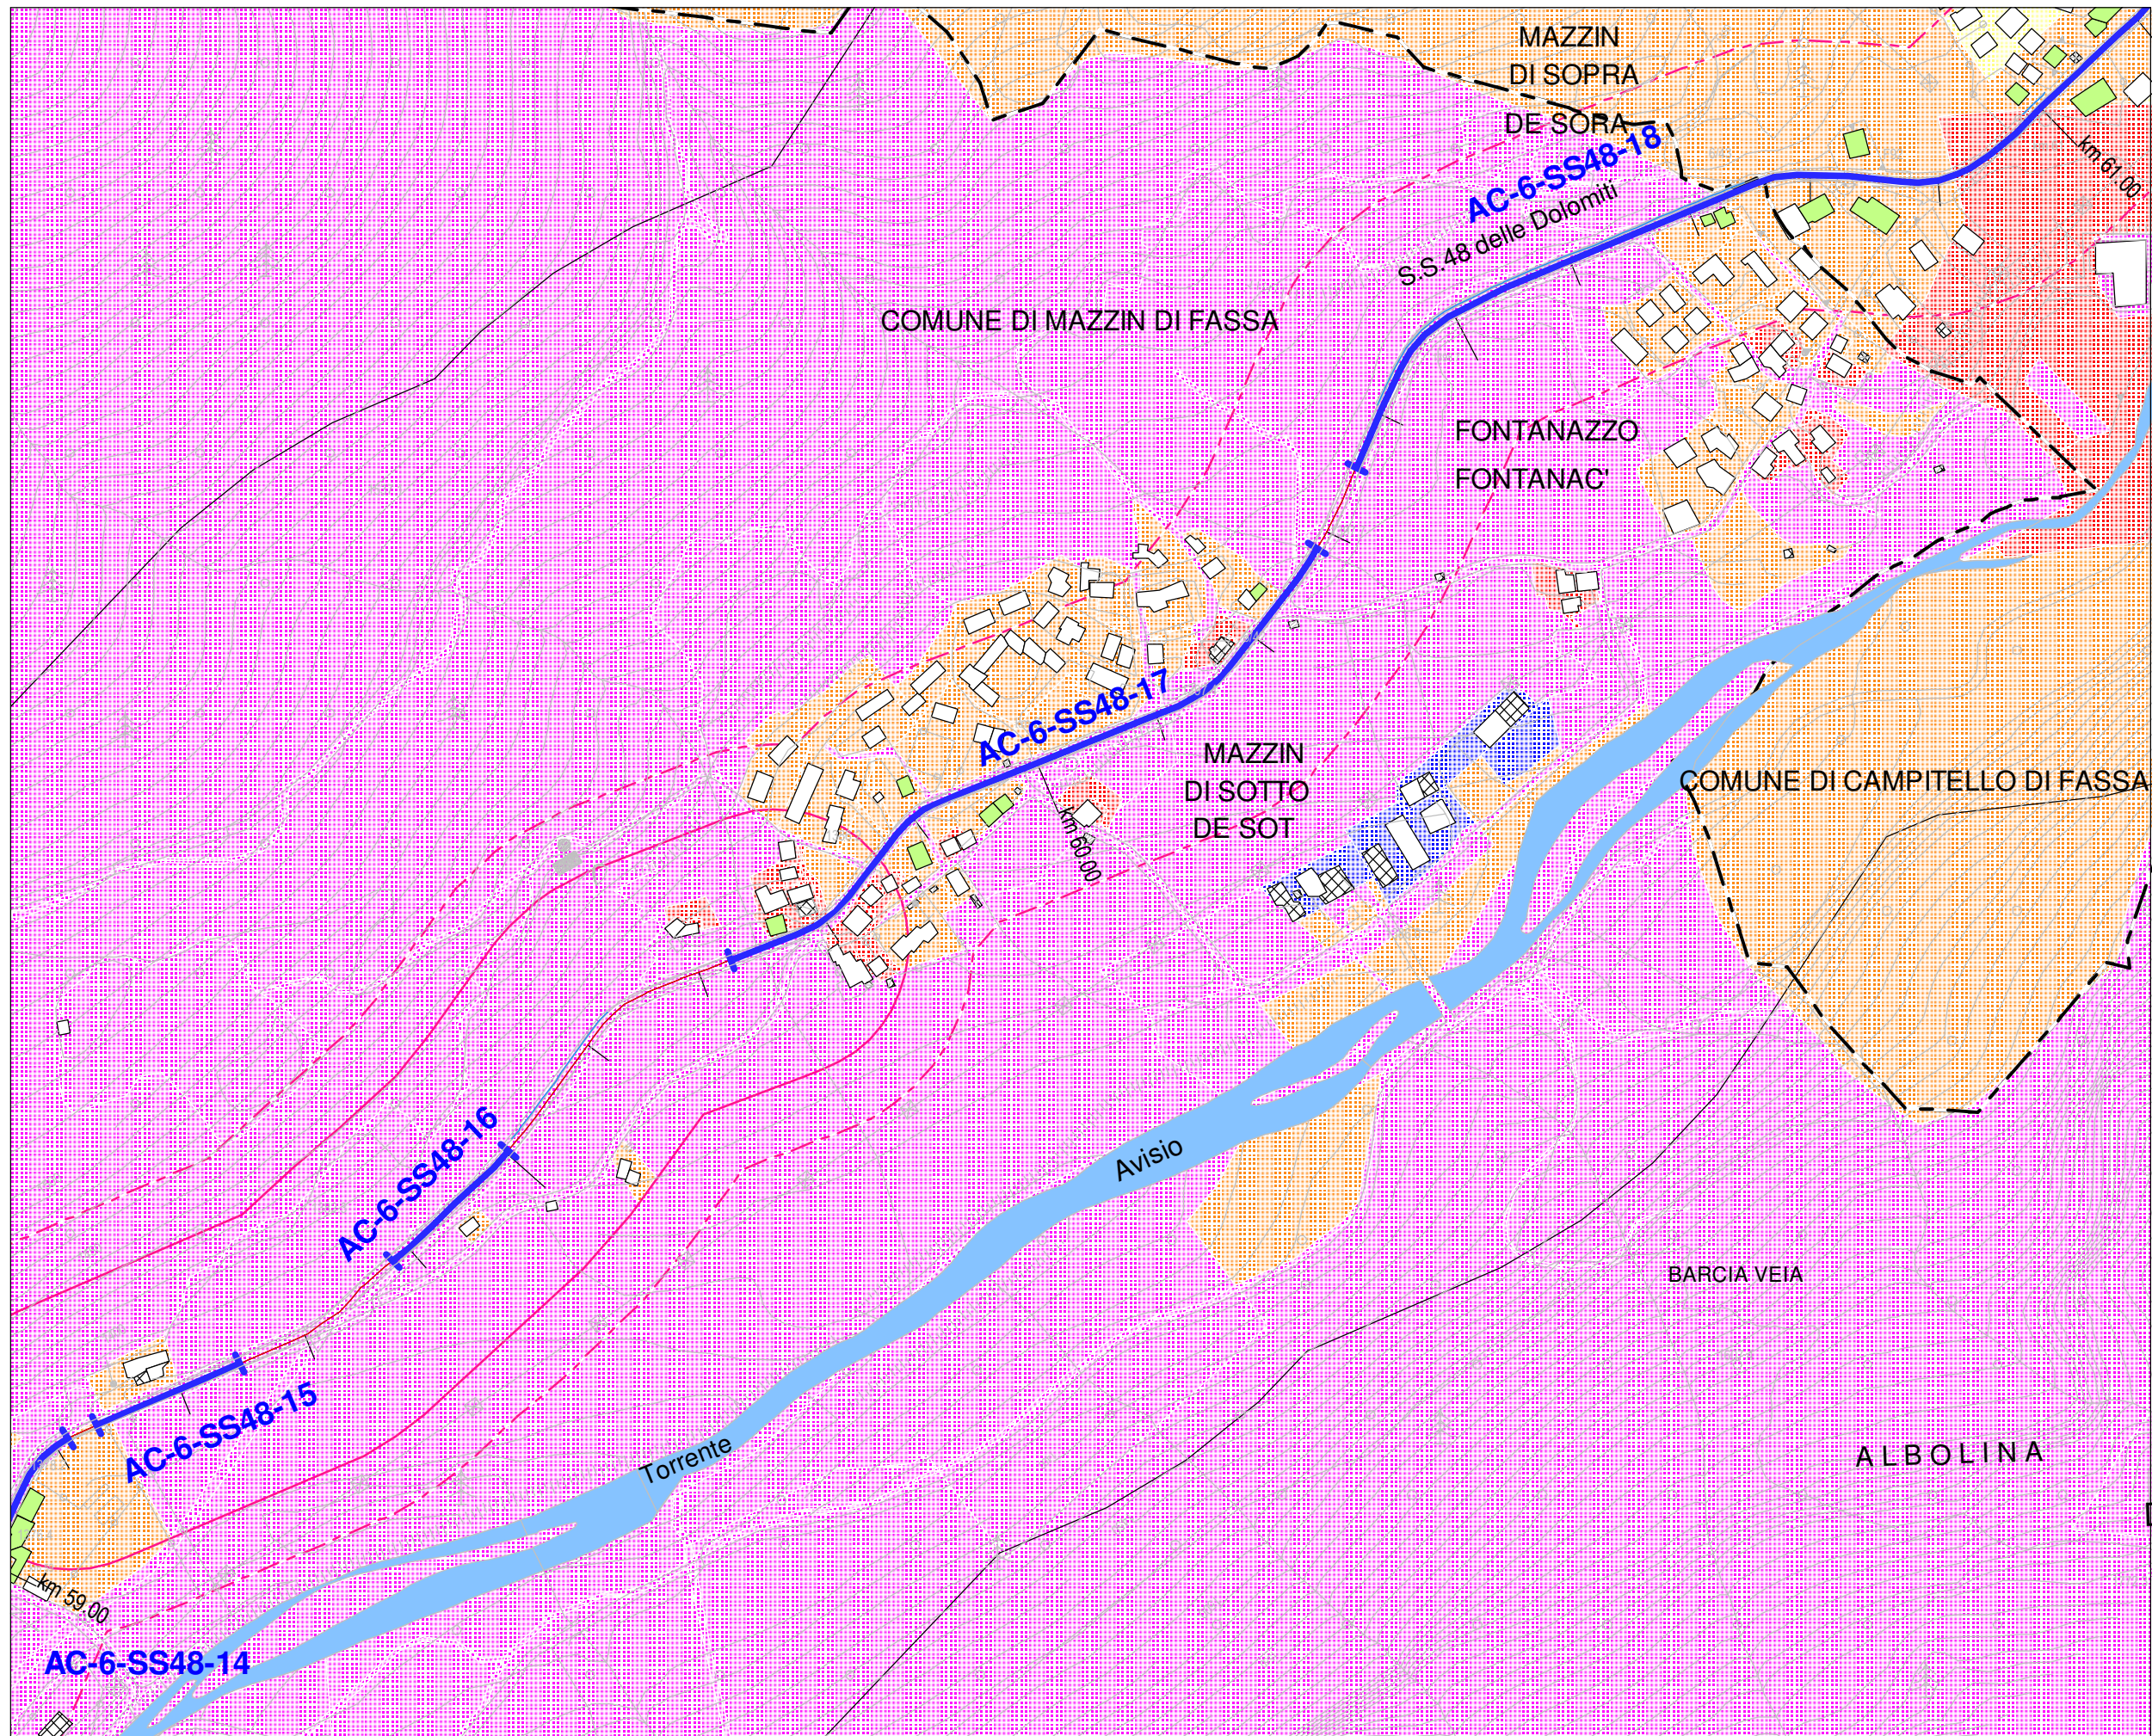 MAZZIN
DI SOPRA
DE SORA
AC-6-SS48-18
S.S.48 delle Dolomiti
km 61.00
COMUNE DI MAZZIN DI FASSA
FONTANAZZO
FONTANAC'
AC-6-SS48-17
MAZZIN
DI SOTTO
DE SOT
km 60.00
COMUNE DI CAMPITELLO DI FASSA
AC-6-SS48-16
Avisio
BARCIA VEIA
AC-6-SS48-15
Torrente
ALBOLINA
km 59.00
AC-6-SS48-14